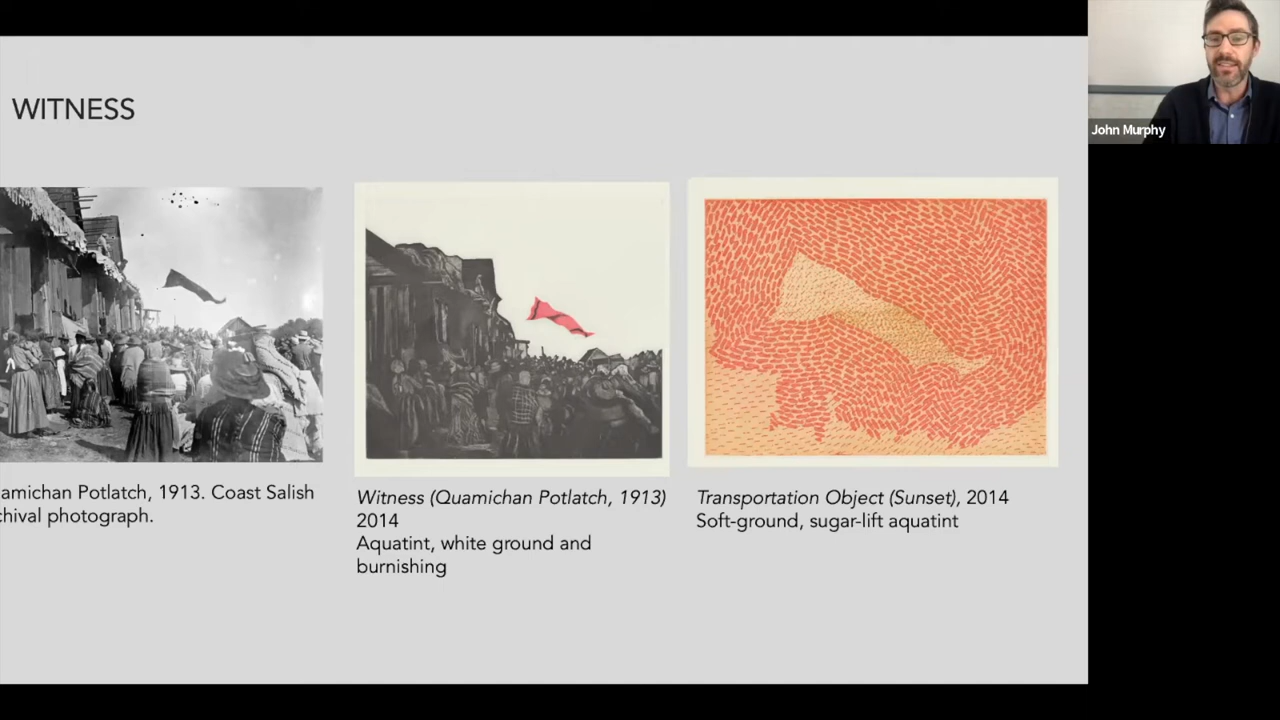 WITNESS
John Murphy
amichan Potlatch, 1913. Coast Salish
chival photograph.
Witness (Quamichan Potlatch, 1913)
2014
Aquatint, white ground and
burnishing
Transportation Object (Sunset), 2014
Soft-ground, sugar-lift aquatint